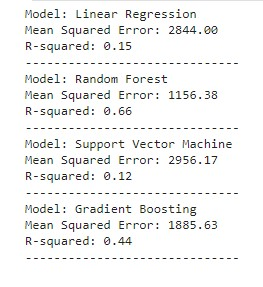 Model: Linear Regression
Mean Squared Error: 2844.00
R-squared: 0.15
------------------------------
Model: Random Forest
Mean Squared Error: 1156.38
R-squared: 0.66
------------------------------
Model: Support Vector Machine
Mean Squared Error: 2956.17
R-squared: 0.12
------------------------------
Model: Gradient Boosting
Mean Squared Error: 1885.63
R-squared: 0.44
------------------------------